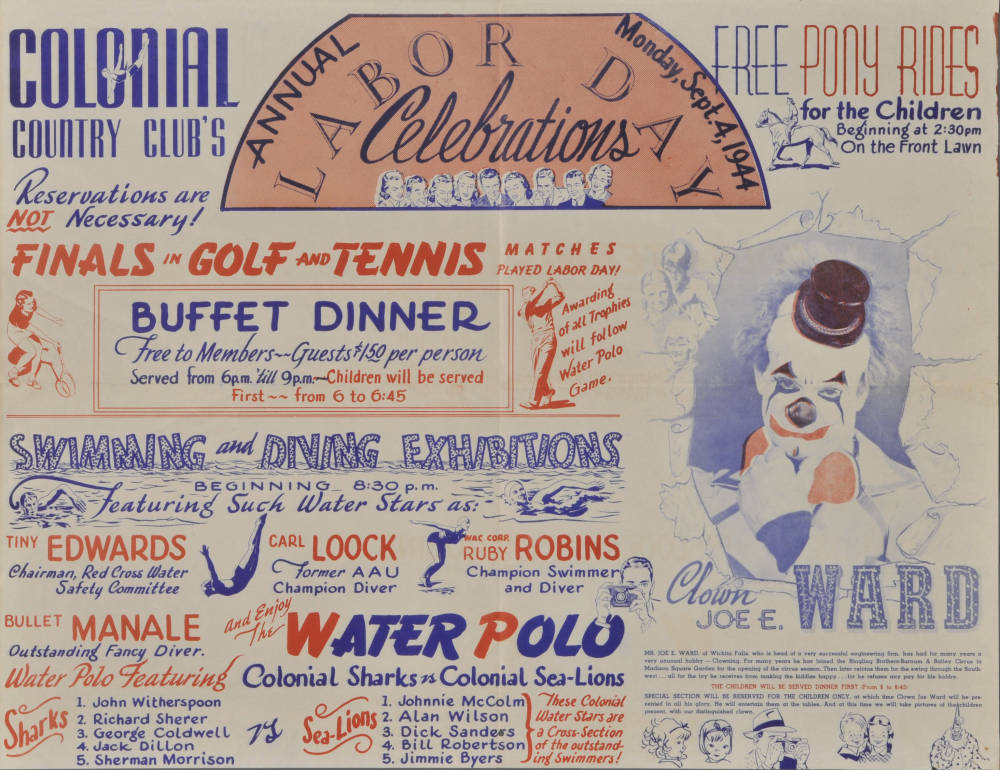 COLONIAL
COUNTRY CLUB'S
ANNUAL
LABOR DAY
Celebrations
Monday, Sept. 4, 1944
FREE PONY RIDES
for the Children
Beginning at 2:30pm
On the Front Lawn
Reservations are
NOT Necessary!
FINALS IN GOLF AND TENNIS
MATCHES
PLAYED LABOR DAY!
BUFFET DINNER
Free to Members~~Guests $1.50 per person
Served from 6p.m. 'till 9p.m.~Children will be served
First~~ from 6 to 6:45
Awarding
of all Trophies
will follow
Water Polo
Game.
SWIMMING and DIVING EXHIBITIONS
BEGINNING 8:30 p.m.
Featuring Such Water Stars as:
TINY EDWARDS
Chairman, Red Cross Water
Safety Committee
CARL LOOCK
Former AAU
Champion Diver
WAC CORP.
RUBY ROBINS
Champion Swimmer
and Diver
BULLET MANALE
Outstanding Fancy Diver.
and Enjoy
The
WATER POLO
Water Polo Featuring
Colonial Sharks vs Colonial Sea-Lions
Sharks
1. John Witherspoon
2. Richard Sherer
3. George Coldwell
4. Jack Dillon
5. Sherman Morrison
vs
Sea-Lions
1. Johnnie McColm
2. Alan Wilson
3. Dick Sanders
4. Bill Robertson
5. Jimmie Byers
These Colonial
Water Stars are
a Cross-Section
of the outstand-
ing Swimmers!
Clown
JOE E. WARD
MR. JOE E. WARD, of Wichita Falls, who is head of a very successful engineering firm, has had for many years a
very unusual hobby — Clowning. For many years he has joined the Ringling Brothers-Barnum & Bailey Circus in
Madison Square Garden for the opening of the circus season. Then later rejoins them for the swing through the South-
west . . . all for the joy he receives from making the kiddies happy . . . for he refuses any pay for his hobby.
THE CHILDREN WILL BE SERVED DINNER FIRST (From 6 to 6:45)
SPECIAL SECTION WILL BE RESERVED FOR THE CHILDREN ONLY, at which time Clown Joe Ward will be pre-
sented in all his glory. He will entertain them at the tables. And at this time we will take pictures of the children
present, with our distinguished clown.